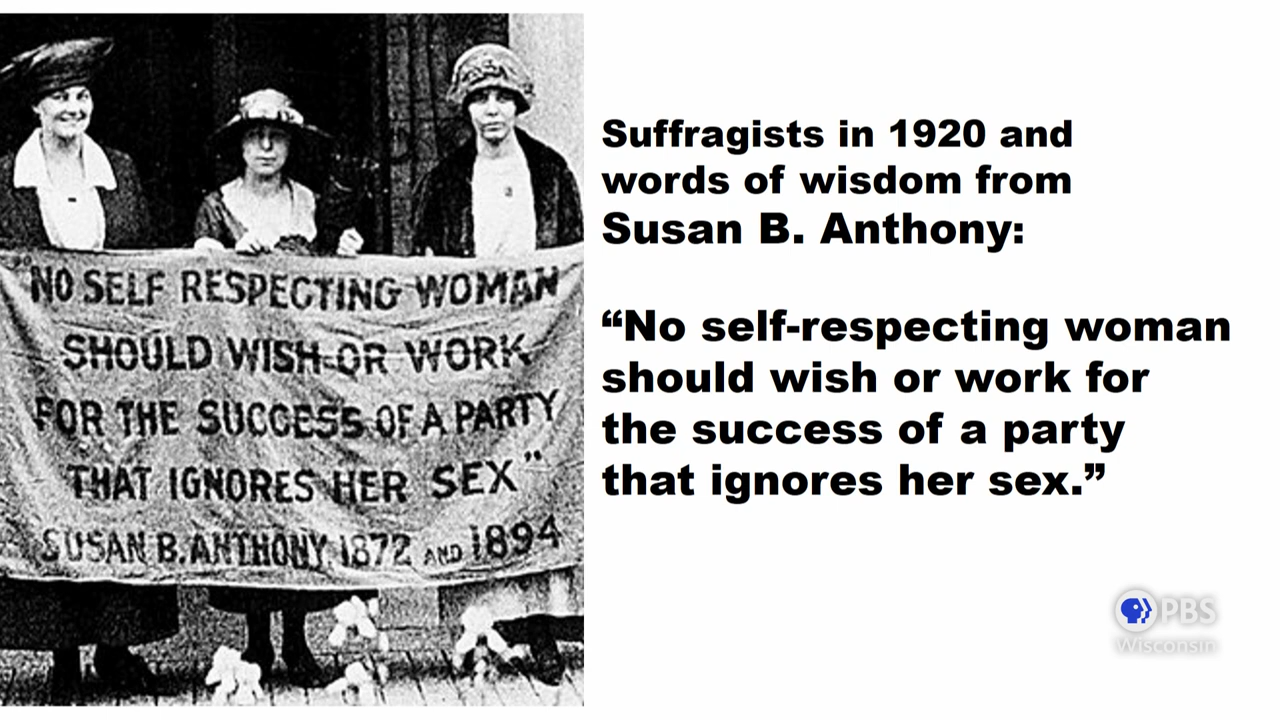 "NO SELF RESPECTING WOMAN
SHOULD WISH OR WORK
FOR THE SUCCESS OF A PARTY
THAT IGNORES HER SEX"
SUSAN B. ANTHONY, 1872 AND 1894
Suffragists in 1920 and
words of wisdom from
Susan B. Anthony:
“No self-respecting woman
should wish or work for
the success of a party
that ignores her sex.”
PBS
Wisconsin